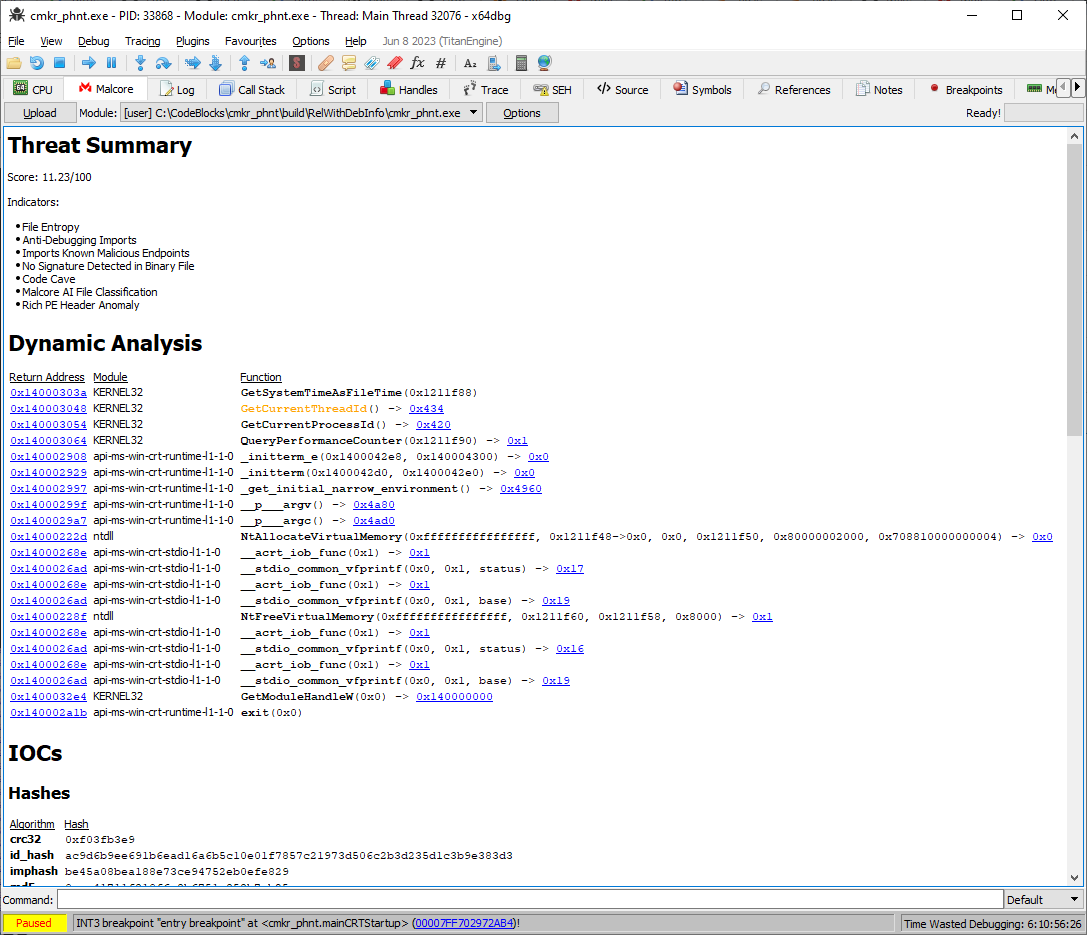 cmkr_phnt.exe - PID: 33868 - Module: cmkr_phnt.exe - Thread: Main Thread 32076 - x64dbg
File View Debug Tracing Plugins Favourites Options Help Jun 8 2023 (TitanEngine)
CPU Malcore Log Call Stack Script Handles Trace SEH Source Symbols References Notes Breakpoints
Upload Module: [user] C:\CodeBlocks\cmkr_phnt\build\RelWithDebInfo\cmkr_phnt.exe Options Ready!
Threat Summary
Score: 11.23/100
Indicators:
•File Entropy
•Anti-Debugging Imports
•Imports Known Malicious Endpoints
•No Signature Detected in Binary File
•Code Cave
•Malcore AI File Classification
•Rich PE Header Anomaly
Dynamic Analysis
Return Address Module Function
0x14000303a KERNEL32 GetSystemTimeAsFileTime(0x1211f88)
0x140003048 KERNEL32 GetCurrentThreadId() -> 0x434
0x140003054 KERNEL32 GetCurrentProcessId() -> 0x420
0x140003064 KERNEL32 QueryPerformanceCounter(0x1211f90) -> 0x1
0x140002908 api-ms-win-crt-runtime-l1-1-0 _initterm_e(0x1400042e8, 0x140004300) -> 0x0
0x140002929 api-ms-win-crt-runtime-l1-1-0 _initterm(0x1400042d0, 0x1400042e0) -> 0x0
0x140002997 api-ms-win-crt-runtime-l1-1-0 _get_initial_narrow_environment() -> 0x4960
0x14000299f api-ms-win-crt-runtime-l1-1-0 __p___argv() -> 0x4a80
0x1400029a7 api-ms-win-crt-runtime-l1-1-0 __p___argc() -> 0x4ad0
0x14000222d ntdll NtAllocateVirtualMemory(0xffffffffffffffff, 0x1211f48->0x0, 0x0, 0x1211f50, 0x80000002000, 0x708810000000004) -> 0x0
0x14000268e api-ms-win-crt-stdio-l1-1-0 __acrt_iob_func(0x1) -> 0x1
0x1400026ad api-ms-win-crt-stdio-l1-1-0 __stdio_common_vfprintf(0x0, 0x1, status) -> 0x17
0x14000268e api-ms-win-crt-stdio-l1-1-0 __acrt_iob_func(0x1) -> 0x1
0x1400026ad api-ms-win-crt-stdio-l1-1-0 __stdio_common_vfprintf(0x0, 0x1, base) -> 0x19
0x14000228f ntdll NtFreeVirtualMemory(0xffffffffffffffff, 0x1211f60, 0x1211f58, 0x8000) -> 0x1
0x14000268e api-ms-win-crt-stdio-l1-1-0 __acrt_iob_func(0x1) -> 0x1
0x1400026ad api-ms-win-crt-stdio-l1-1-0 __stdio_common_vfprintf(0x0, 0x1, status) -> 0x16
0x14000268e api-ms-win-crt-stdio-l1-1-0 __acrt_iob_func(0x1) -> 0x1
0x1400026ad api-ms-win-crt-stdio-l1-1-0 __stdio_common_vfprintf(0x0, 0x1, base) -> 0x19
0x1400032e4 KERNEL32 GetModuleHandleW(0x0) -> 0x140000000
0x140002a1b api-ms-win-crt-runtime-l1-1-0 exit(0x0)
IOCs
Hashes
Algorithm Hash
crc32 0xf03fb3e9
id_hash ac9d6b9ee691b6ead16a6b5c10e01f7857c21973d506c2b3d235d1c3b9e383d3
imphash be45a08bea188e73ce94752eb0efe829
Command: Default
Paused INT3 breakpoint "entry breakpoint" at <cmkr_phnt.mainCRTStartup> (00007FF702972AB4)! Time Wasted Debugging: 6:10:56:26